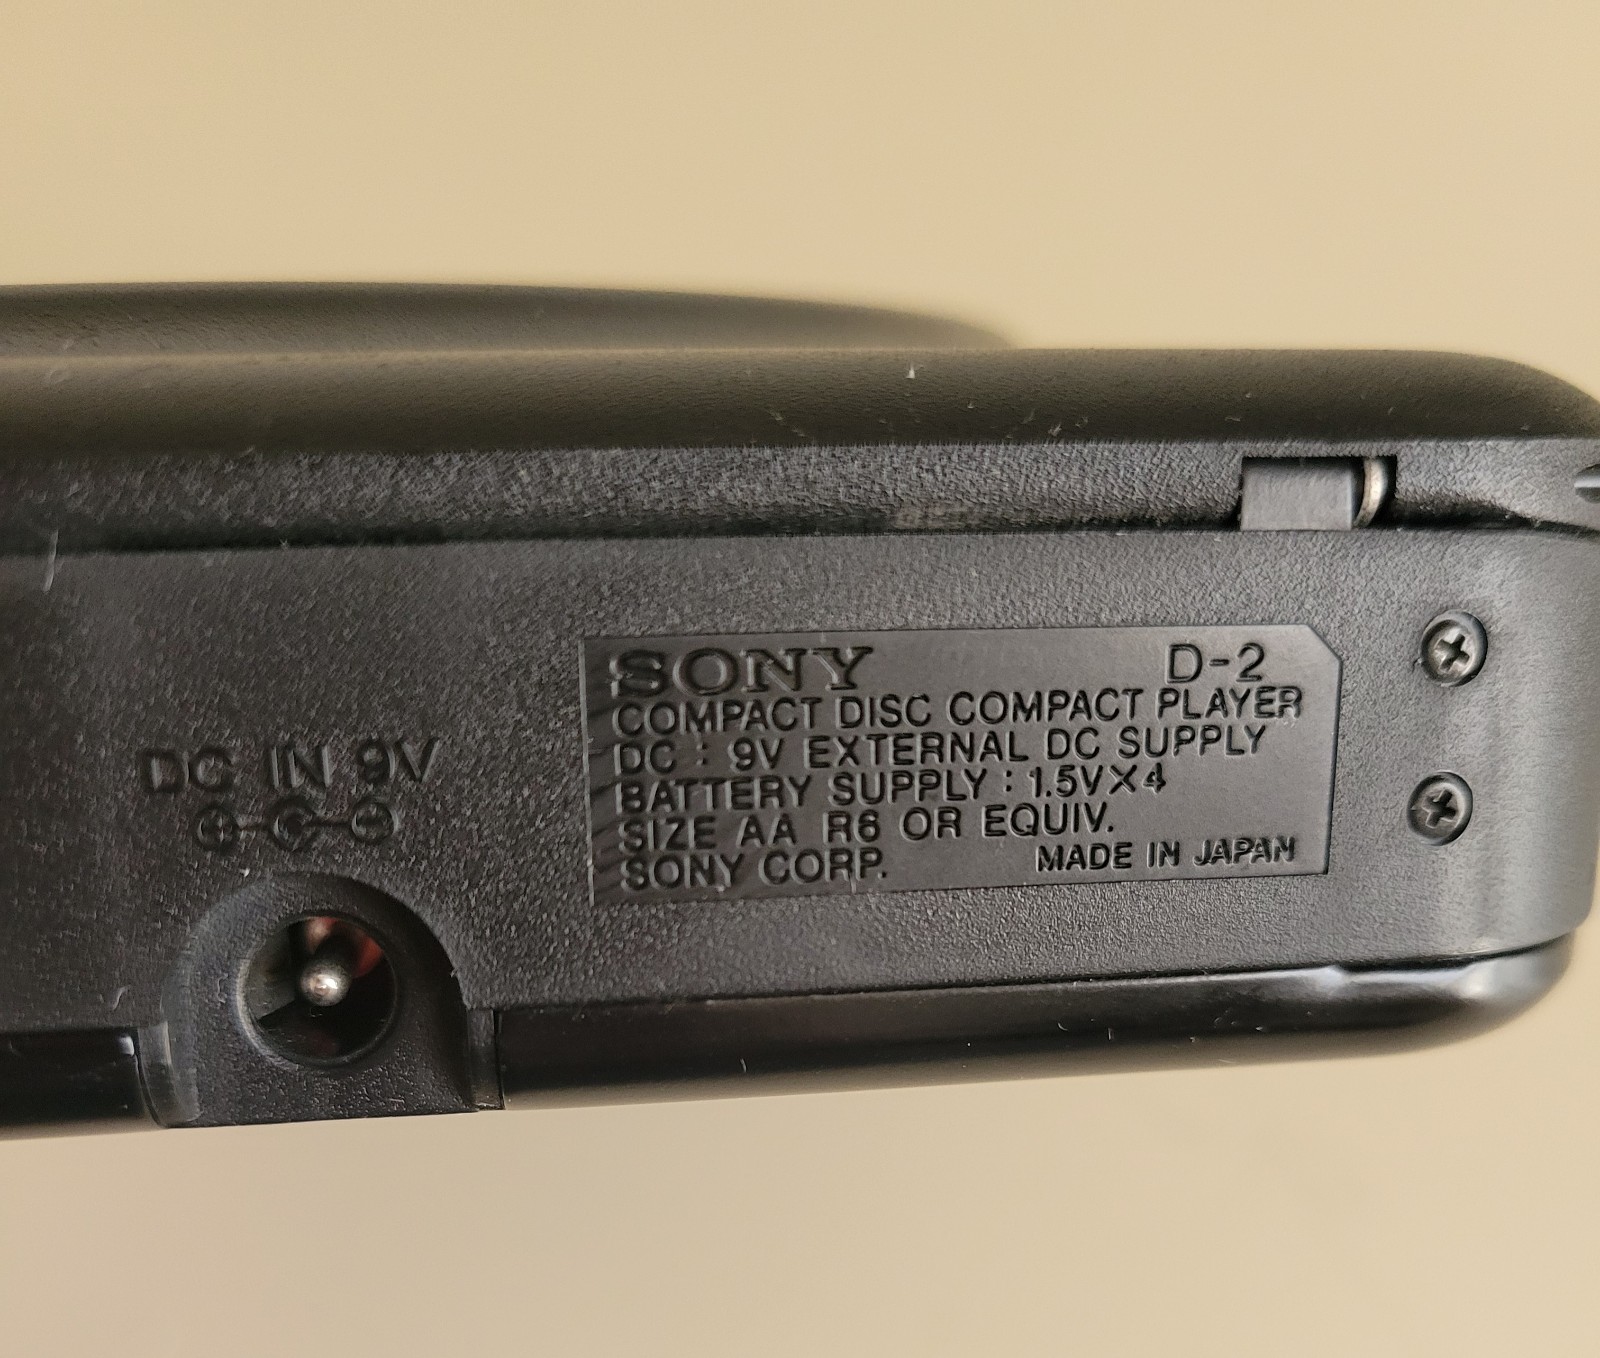 SONY D-2
COMPACT DISC COMPACT PLAYER
DC : 9V EXTERNAL DC SUPPLY
BATTERY SUPPLY : 1.5V×4
SIZE AA R6 OR EQUIV.
SONY CORP. MADE IN JAPAN
DC IN 9V